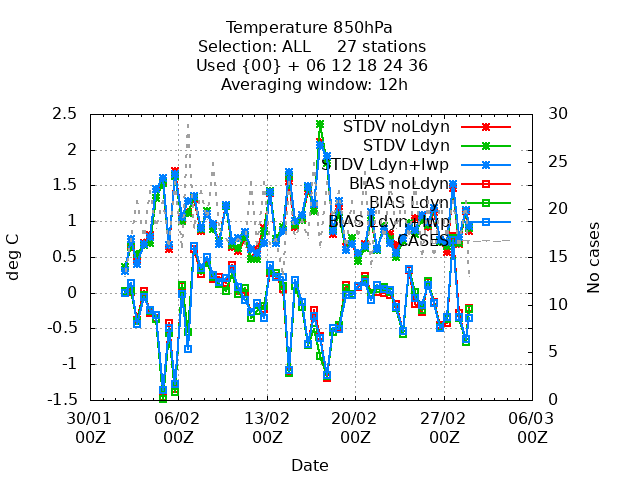 Temperature 850hPa
Selection: ALL 27 stations
Used {00} + 06 12 18 24 36
Averaging window: 12h
2.5
2
1.5
1
0.5
0
-0.5
-1
-1.5
deg C
30
25
20
15
10
5
0
No cases
STDV noLdyn
STDV Ldyn
STDV Ldyn+lwp
BIAS noLdyn
BIAS Ldyn
BIAS Ldyn+lwp
CASES
30/01 06/02 13/02 20/02 27/02 06/03
00Z 00Z 00Z 00Z 00Z 00Z
Date